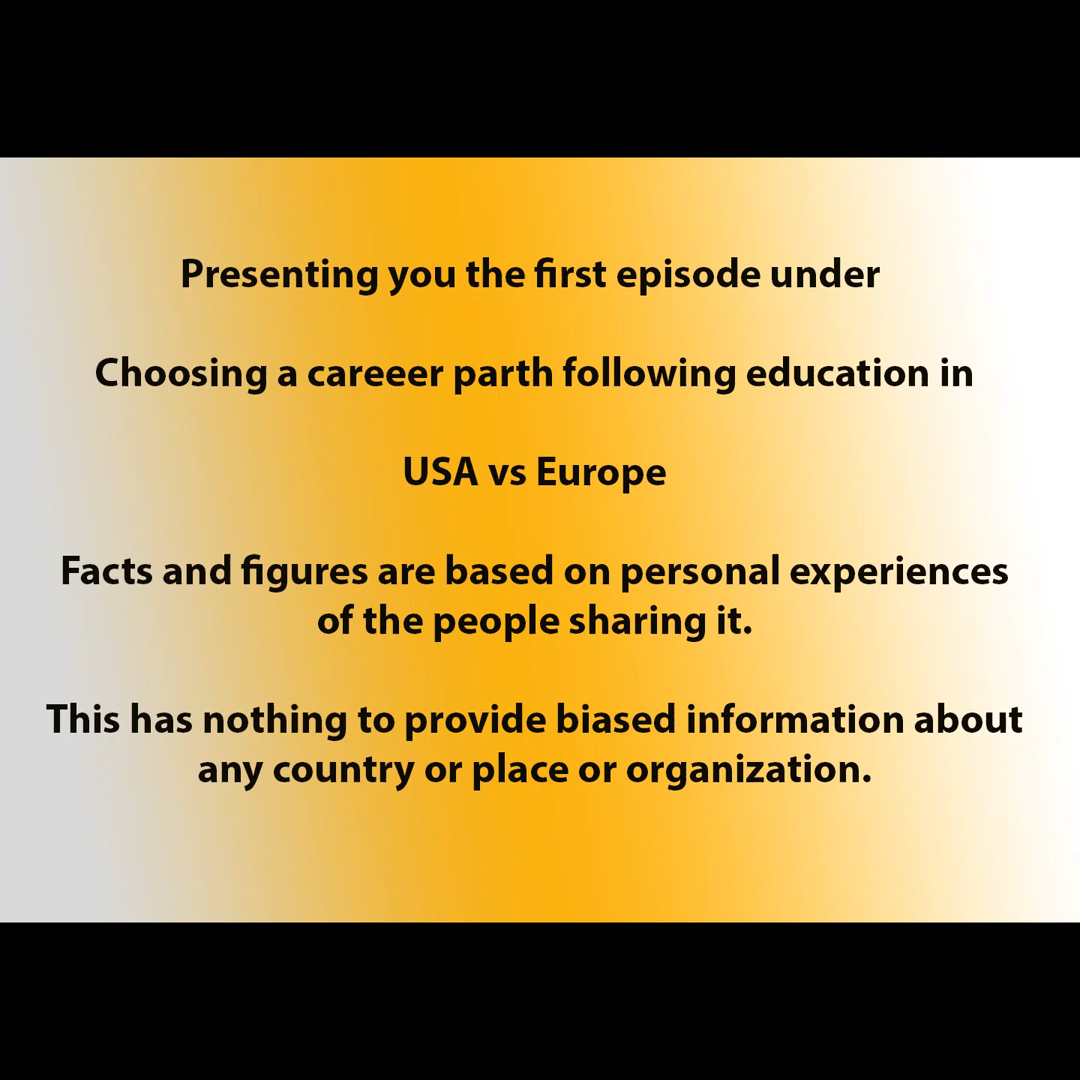 Presenting you the first episode under
Choosing a careeer parth following education in
USA vs Europe
Facts and figures are based on personal experiences
of the people sharing it.
This has nothing to provide biased information about
any country or place or organization.